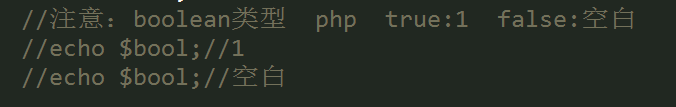 //注意：boolean类型  php  true:1  false:空白
//echo $bool;//1
//echo $bool;//空白